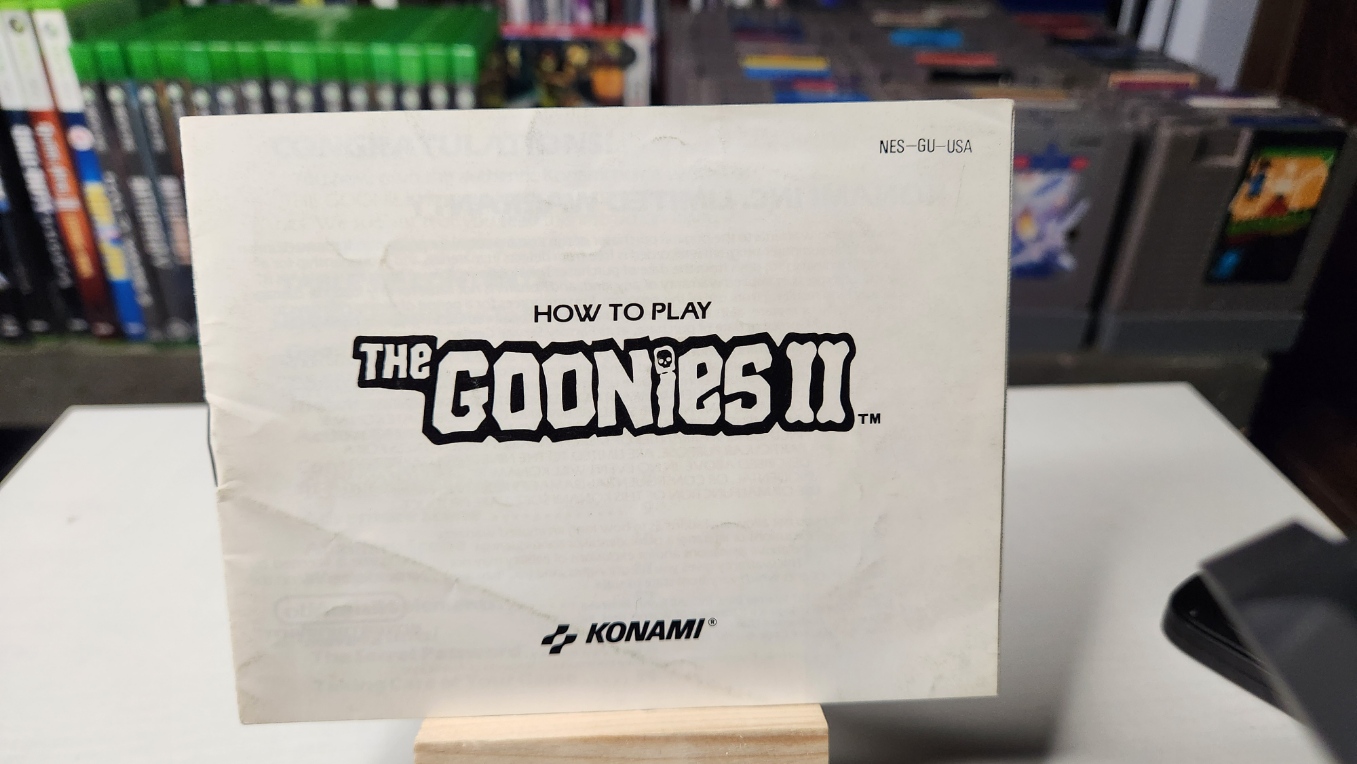 NES-GU-USA
HOW TO PLAY
THE GOONIES II ™
KONAMI®